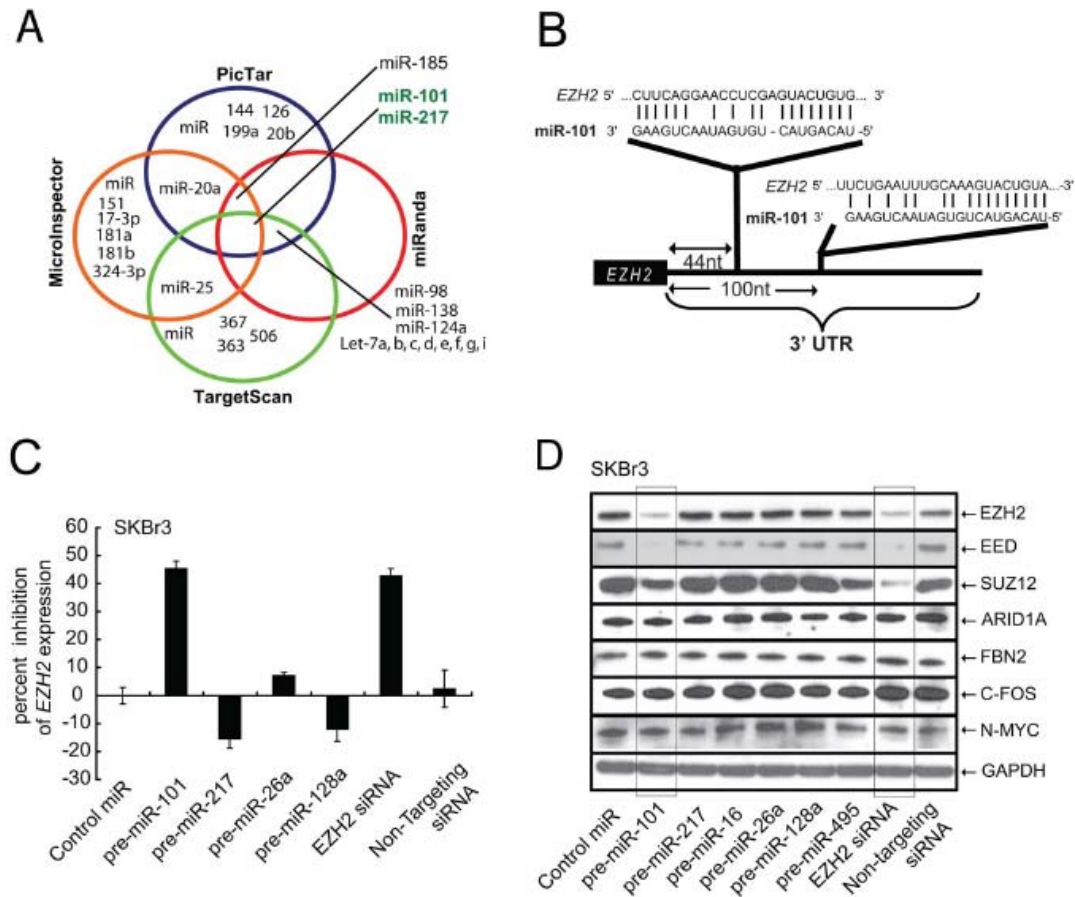 A
PicTar
miR 144 126
199a 20b
miR-185
miR-101
miR-217
MicroInspector
miR
151
17-3p
181a
181b
324-3p
miR-20a
miRanda
miR-25
miR 367
506
363
miR-98
miR-138
miR-124a
Let-7a, b, c, d, e, f, g, i
TargetScan
B
EZH2 5' ...CUUCAGGAACCUCGAGUACUGUG... 3'
miR-101 3' GAAGUCAAUAGUGU - CAUGACAU -5'
EZH2 5'...UUCUGAAUUUGCAAAGUACUGUA...-3'
miR-101 3' GAAGUCAAUAGUGUCAUGACAU-5'
EZH2
44nt
100nt
3' UTR
C
SKBr3
percent inhibition
of EZH2 expression
60
50
40
30
20
10
0
-10
-20
-30
Control miR
pre-miR-101
pre-miR-217
pre-miR-26a
pre-miR-128a
EZH2 siRNA
Non-Targeting
siRNA
D
SKBr3
←EZH2
←EED
←SUZ12
←ARID1A
←FBN2
←C-FOS
←N-MYC
←GAPDH
Control miR
pre-miR-101
pre-miR-217
pre-miR-16
pre-miR-26a
pre-miR-128a
pre-miR-495
EZH2 siRNA
Non-targeting
siRNA